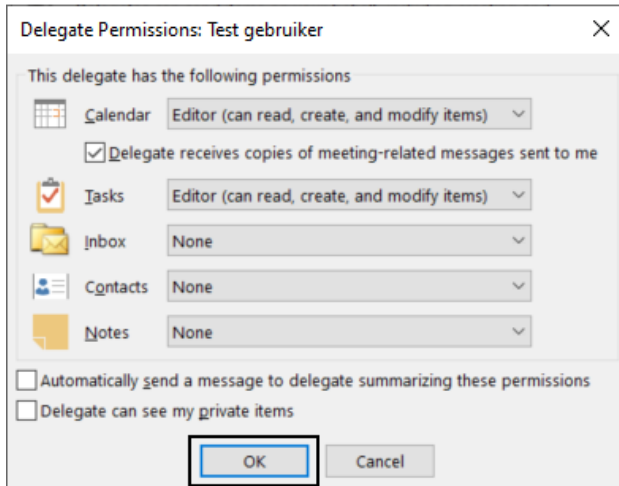 Delegate Permissions: Test gebruiker
This delegate has the following permissions
Calendar Editor (can read, create, and modify items)
Delegate receives copies of meeting-related messages sent to me
Tasks Editor (can read, create, and modify items)
Inbox None
Contacts None
Notes None
Automatically send a message to delegate summarizing these permissions
Delegate can see my private items
OK Cancel